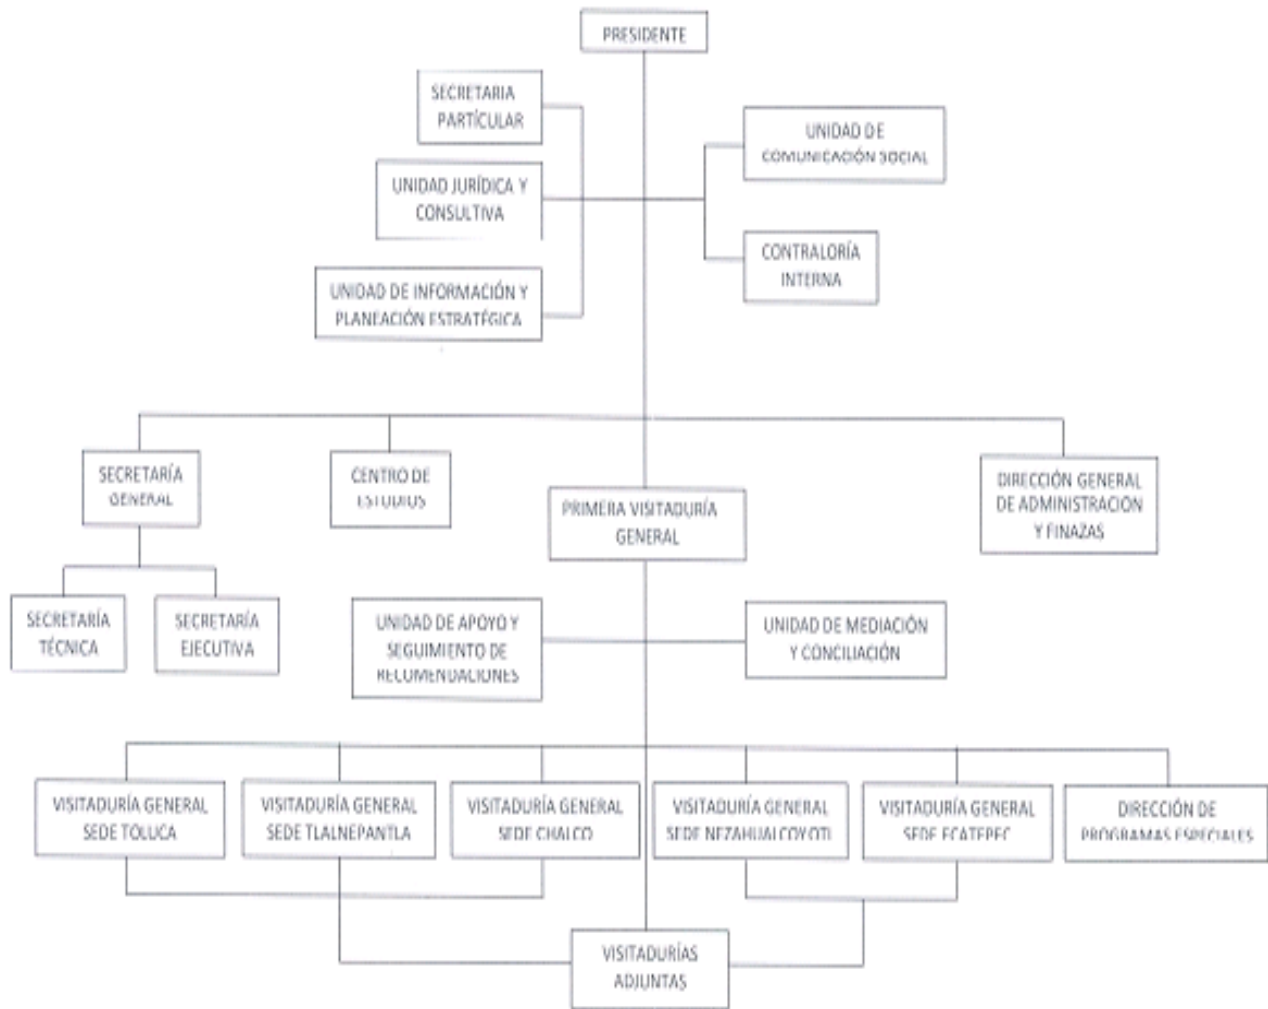 PRESIDENTE
SECRETARIA
PARTÍCULAR
UNIDAD DE
COMUNICACIÓN SOCIAL
UNIDAD JURÍDICA Y
CONSULTIVA
CONTRALORÍA
INTERNA
UNIDAD DE INFORMACIÓN Y
PLANEACIÓN ESTRATÉGICA
SECRETARÍA
GENERAL
CENTRO DE
ESTUDIOS
PRIMERA VISITADURÍA
GENERAL
DIRECCIÓN GENERAL
DE ADMINISTRACION
Y FINAZAS
SECRETARÍA
TÉCNICA
SECRETARÍA
EJECUTIVA
UNIDAD DE APOYO Y
SEGUIMIENTO DE
RECOMENDACIONES
UNIDAD DE MEDIACIÓN
Y CONCILIACIÓN
VISITADURÍA GENERAL
SEDE TOLUCA
VISITADURÍA GENERAL
SEDE TLALNEPANTLA
VISITADURÍA GENERAL
SEDE CHALCO
VISITADURÍA GENERAL
SEDE NEZAHUALCOYOTL
VISITADURÍA GENERAL
SEDE ECATEPEC
DIRECCIÓN DE
PROGRAMAS ESPECIALES
VISITADURÍAS
ADJUNTAS